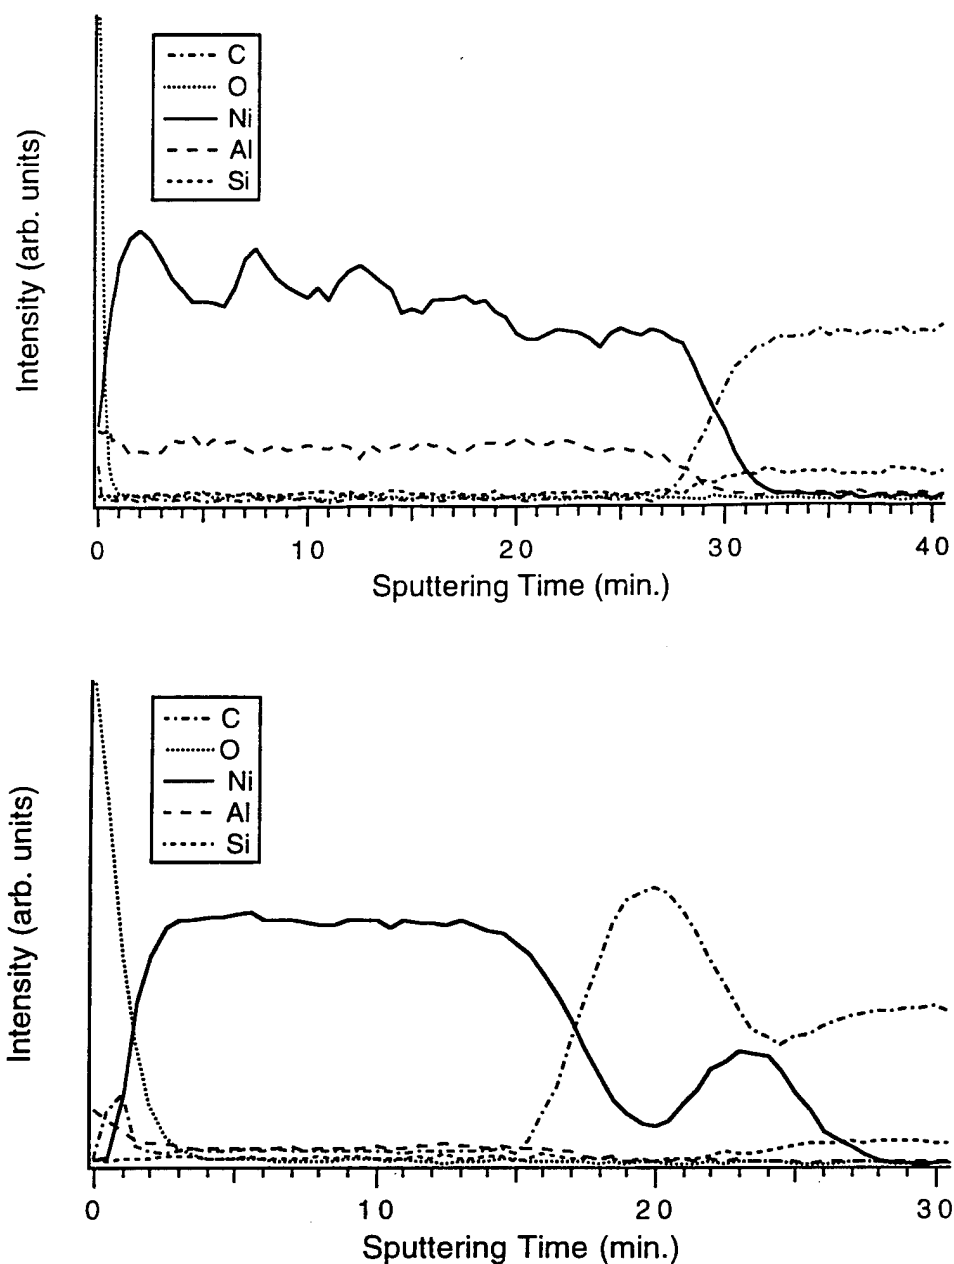 Intensity (arb. units)
C
O
Ni
Al
Si
0 10 20 30 40
Sputtering Time (min.)
Intensity (arb. units)
C
O
Ni
Al
Si
0 10 20 30
Sputtering Time (min.)